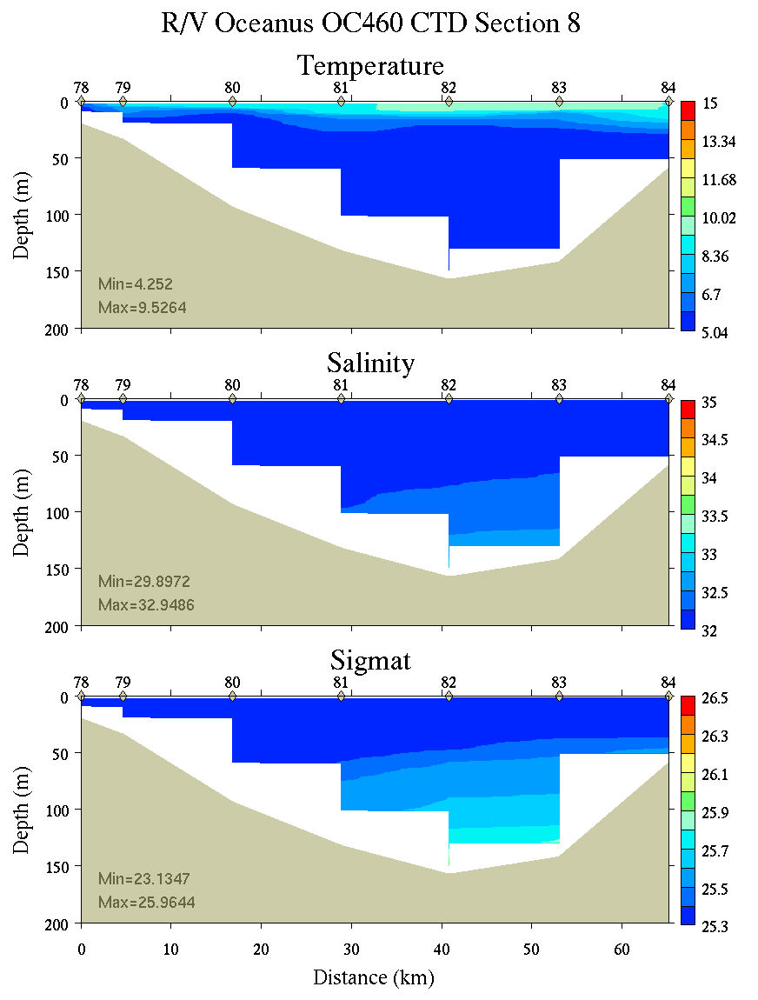 R/V Oceanus OC460 CTD Section 8
Temperature
78 79 80 81 82 83 84
0
50
100
150
200
Depth (m)
Min=4.252
Max=9.5264
15
13.34
11.68
10.02
8.36
6.7
5.04
Salinity
78 79 80 81 82 83 84
0
50
100
150
200
Depth (m)
Min=29.8972
Max=32.9486
35
34.5
34
33.5
33
32.5
32
Sigmat
78 79 80 81 82 83 84
0
50
100
150
200
Depth (m)
Min=23.1347
Max=25.9644
26.5
26.3
26.1
25.9
25.7
25.5
25.3
0 10 20 30 40 50 60
Distance (km)